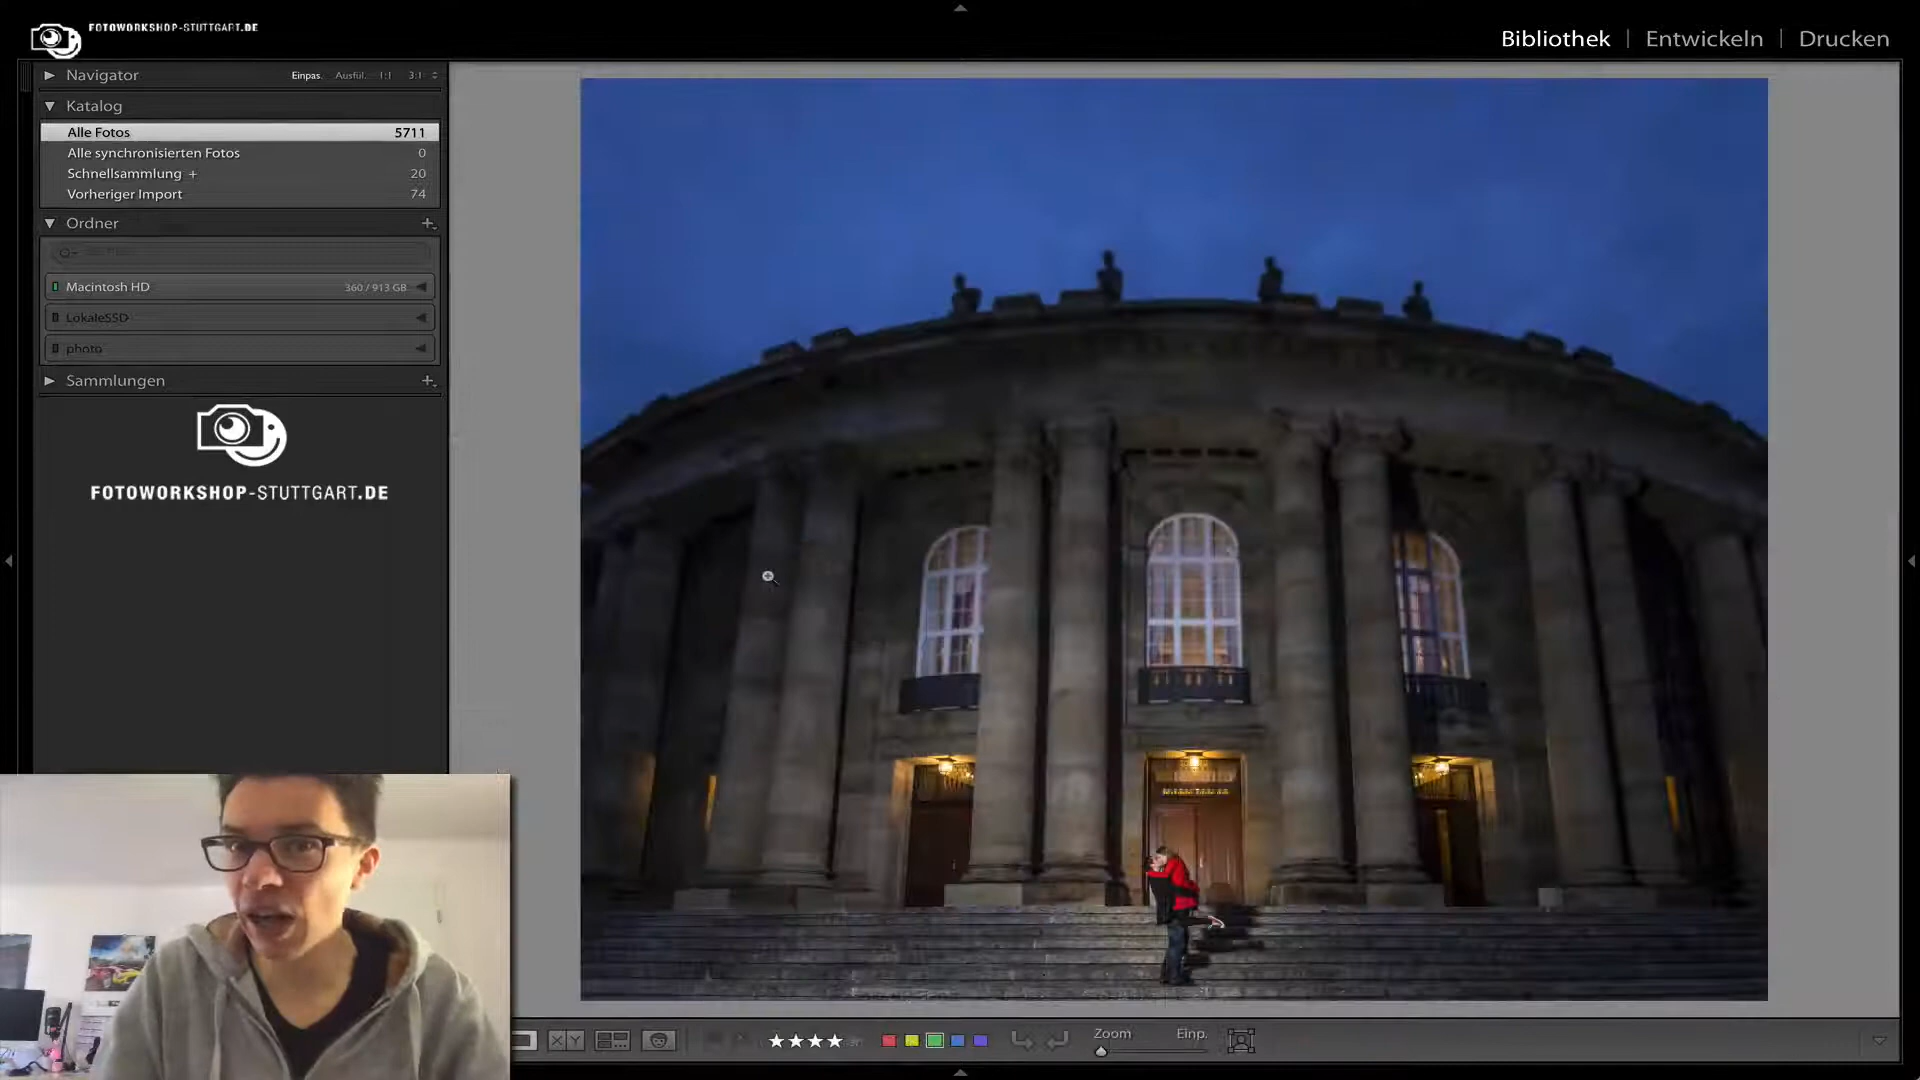 FOTOWORKSHOP-STUTTGART.DE
Bibliothek | Entwickeln | Drucken
Navigator Einpas. Ausfül. 1:1 3:1
Katalog
Alle Fotos 5711
Alle synchronisierten Fotos 0
Schnellsammlung + 20
Vorheriger Import 74
Ordner
Macintosh HD 360 / 913 GB
LokaleSSD
photo
Sammlungen
FOTOWORKSHOP-STUTTGART.DE
XY
Zoom Einp.